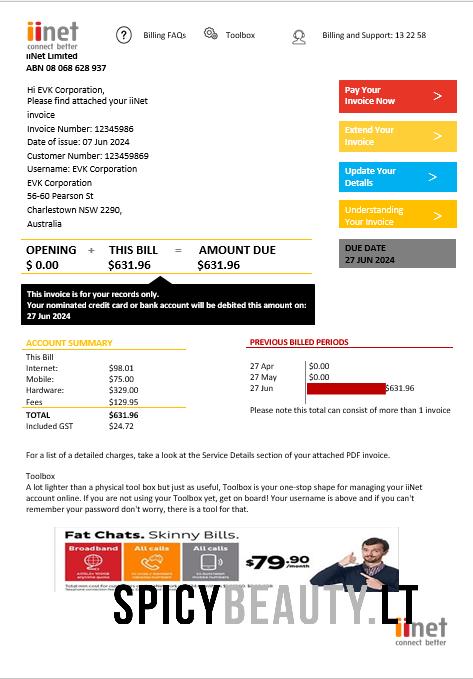 iinet
connect better
Billing FAQs
Toolbox
Billing and Support: 13 22 58
iiNet Limited
ABN 08 068 628 937
Hi EVK Corporation,
Please find attached your iiNet
invoice
Invoice Number: 12345986
Date of issue: 07 Jun 2024
Customer Number: 123459869
Username: EVK Corporation
EVK Corporation
56-60 Pearson St
Charlestown NSW 2290,
Australia
Pay Your
Invoice Now >
Extend Your
Invoice >
Update Your
Details >
Understanding
Your Invoice >
DUE DATE
27 JUN 2024
OPENING + THIS BILL = AMOUNT DUE
$ 0.00 $631.96 $631.96
This invoice is for your records only.
Your nominated credit card or bank account will be debited this amount on:
27 Jun 2024
ACCOUNT SUMMARY
This Bill
Internet: $98.01
Mobile: $75.00
Hardware: $329.00
Fees $129.95
TOTAL $631.96
Included GST $24.72
PREVIOUS BILLED PERIODS
27 Apr $0.00
27 May $0.00
27 Jun $631.96
Please note this total can consist of more than 1 invoice
For a list of a detailed charges, take a look at the Service Details section of your attached PDF invoice.
Toolbox
A lot lighter than a physical tool box but just as useful, Toolbox is your one-stop shape for managing your iiNet
account online. If you are not using your Toolbox yet, get on board! Your username is above and if you can't
remember your password don't worry, there is a tool for that.
Fat Chats. Skinny Bills.
Broadband
All calls
All calls
$79.90
/month
SPICYBEAUTY.LT
iinet
connect better